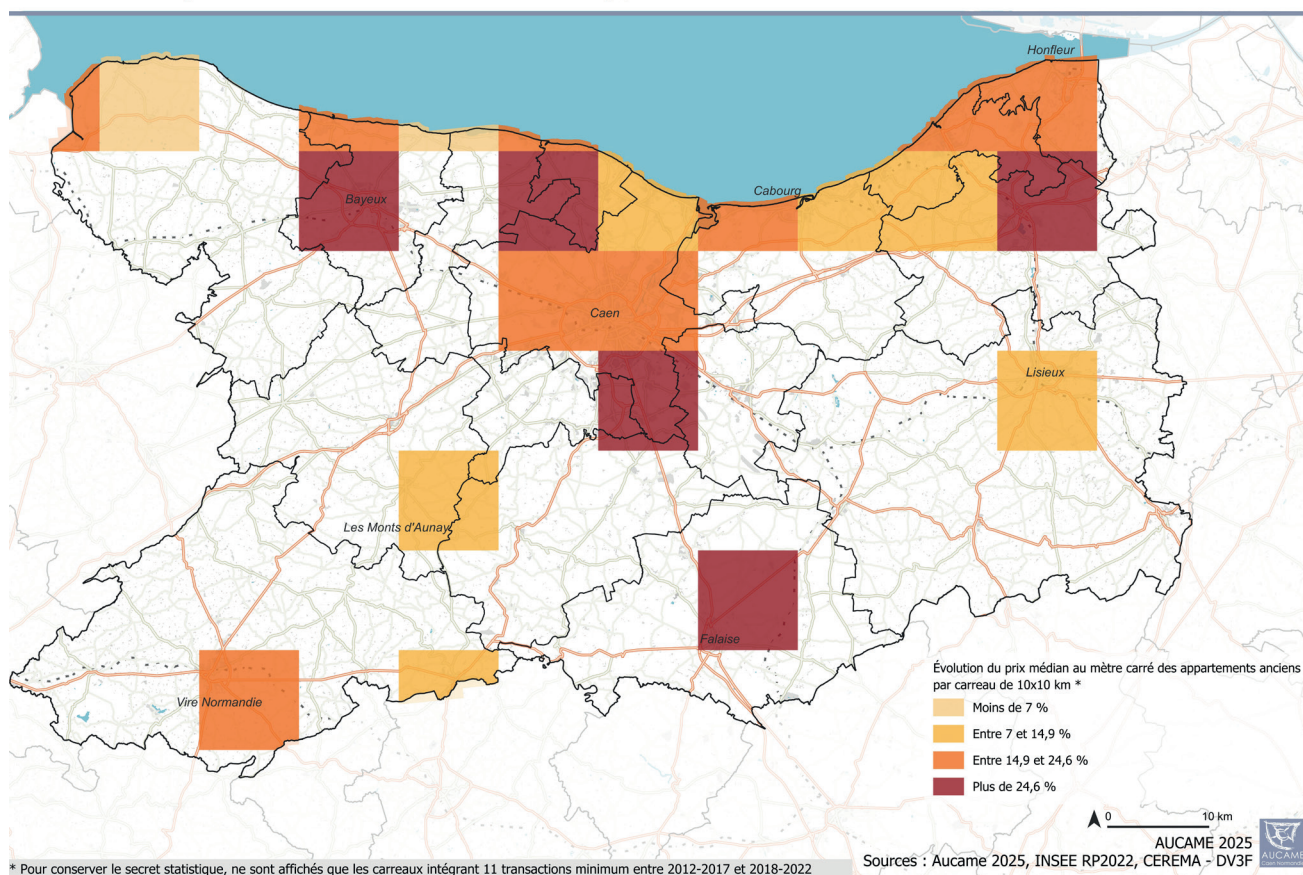 Honfleur
Cabourg
Bayeux
Caen
Lisieux
Les Monts d'Aunay
Falaise
Vire Normandie
Évolution du prix médian au mètre carré des appartements anciens
par carreau de 10x10 km *
Moins de 7 %
Entre 7 et 14,9 %
Entre 14,9 et 24,6 %
Plus de 24,6 %
0 10 km
AUCAME 2025
Sources : Aucame 2025, INSEE RP2022, CEREMA - DV3F
AUCAME
Caen Normandie
* Pour conserver le secret statistique, ne sont affichés que les carreaux intégrant 11 transactions minimum entre 2012-2017 et 2018-2022